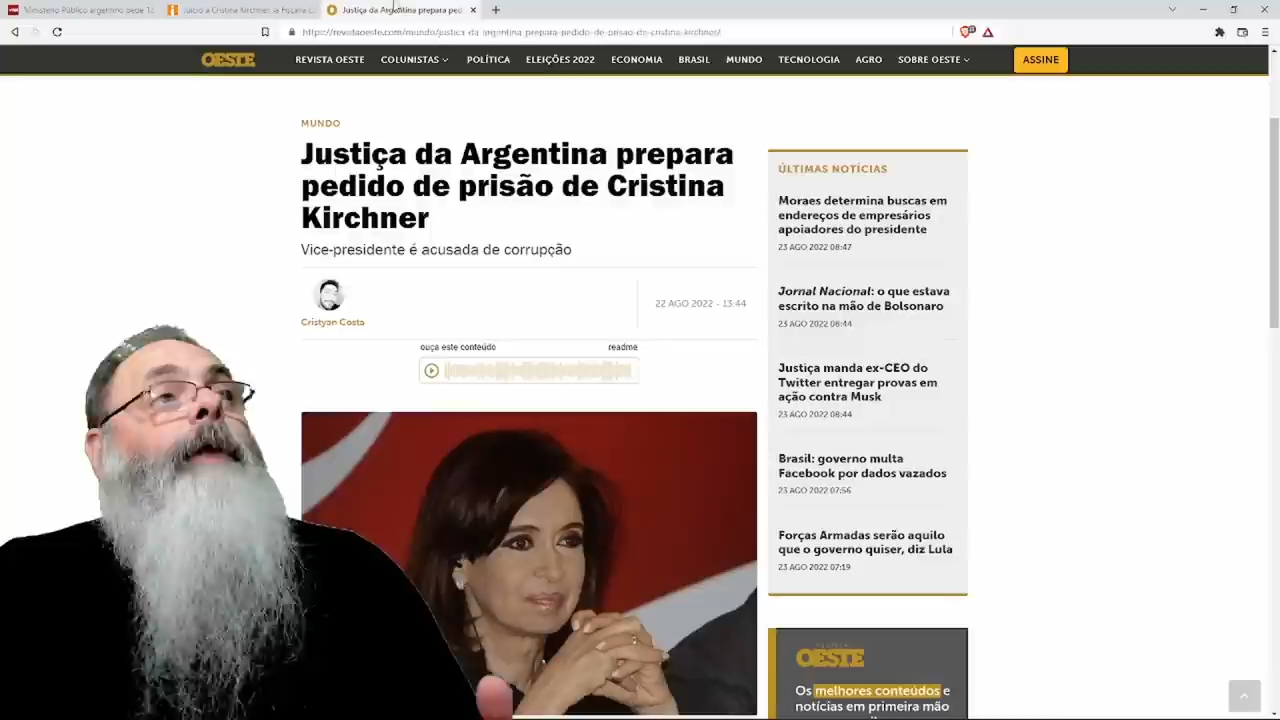 Ministério Público argentino pede 12
Juicio a Cristina Kirchner: la Fiscalía
Justiça da Argentina prepara ped
https://revistaoeste.com/mundo/justica-da-argentina-prepara-pedido-de-prisao-de-cristina-kirchner/
OESTE
REVISTA OESTE
COLUNISTAS
POLÍTICA
ELEIÇÕES 2022
ECONOMIA
BRASIL
MUNDO
TECNOLOGIA
AGRO
SOBRE OESTE
ASSINE
MUNDO
Justiça da Argentina prepara
pedido de prisão de Cristina
Kirchner
Vice-presidente é acusada de corrupção
Cristyan Costa
22 AGO 2022 - 13:44
ouça este conteúdo
readme
ÚLTIMAS NOTÍCIAS
Moraes determina buscas em
endereços de empresários
apoiadores do presidente
23 AGO 2022 08:47
Jornal Nacional: o que estava
escrito na mão de Bolsonaro
23 AGO 2022 08:44
Justiça manda ex-CEO do
Twitter entregar provas em
ação contra Musk
23 AGO 2022 08:44
Brasil: governo multa
Facebook por dados vazados
23 AGO 2022 07:56
Forças Armadas serão aquilo
que o governo quiser, diz Lula
23 AGO 2022 07:19
OESTE
Os melhores conteúdos e
notícias em primeira mão